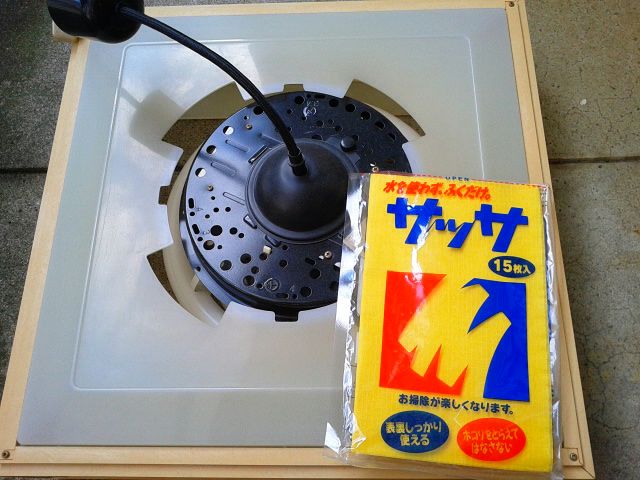 OPEN
水を使わず、ふくだけ。
サッサ
15枚入
お掃除が楽しくなります。
表裏しっかり
使える
ホコリをとらえて
はなさない